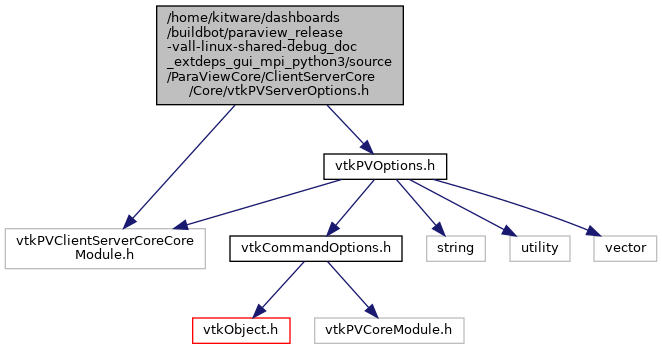 /home/kitware/dashboards
/buildbot/paraview_release
-vall-linux-shared-debug_doc
_extdeps_gui_mpi_python3/source
/ParaViewCore/ClientServerCore
/Core/vtkPVServerOptions.h
vtkPVOptions.h
vtkPVClientServerCoreCore
Module.h
vtkCommandOptions.h
string
utility
vector
vtkObject.h
vtkPVCoreModule.h